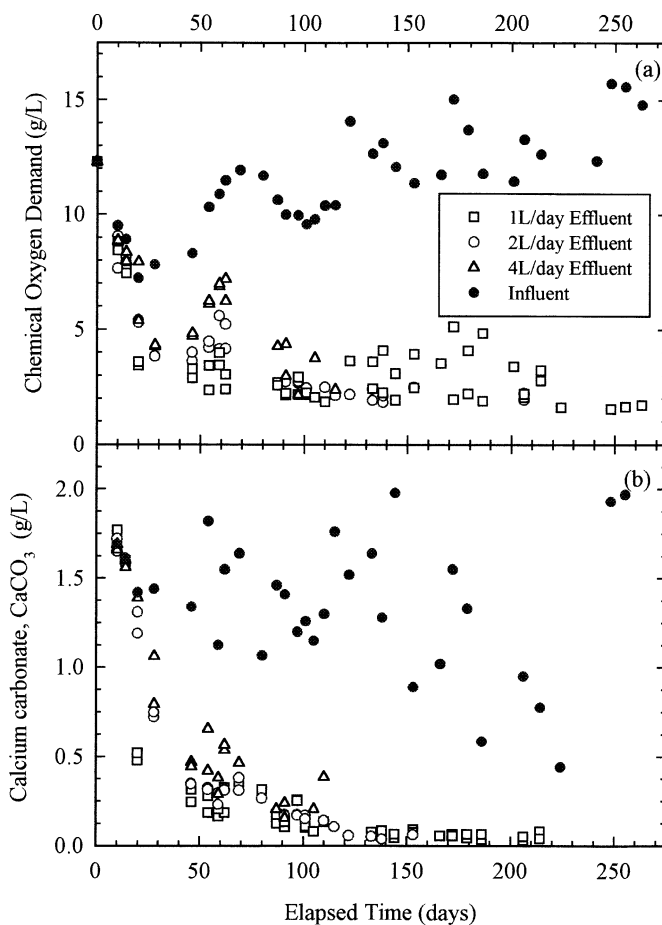 0 50 100 150 200 250
(a)
15
10
5
0
Chemical Oxygen Demand (g/L)
1L/day Effluent
2L/day Effluent
4L/day Effluent
Influent
(b)
2.0
1.5
1.0
0.5
0.0
Calcium carbonate, CaCO₃ (g/L)
0 50 100 150 200 250
Elapsed Time (days)